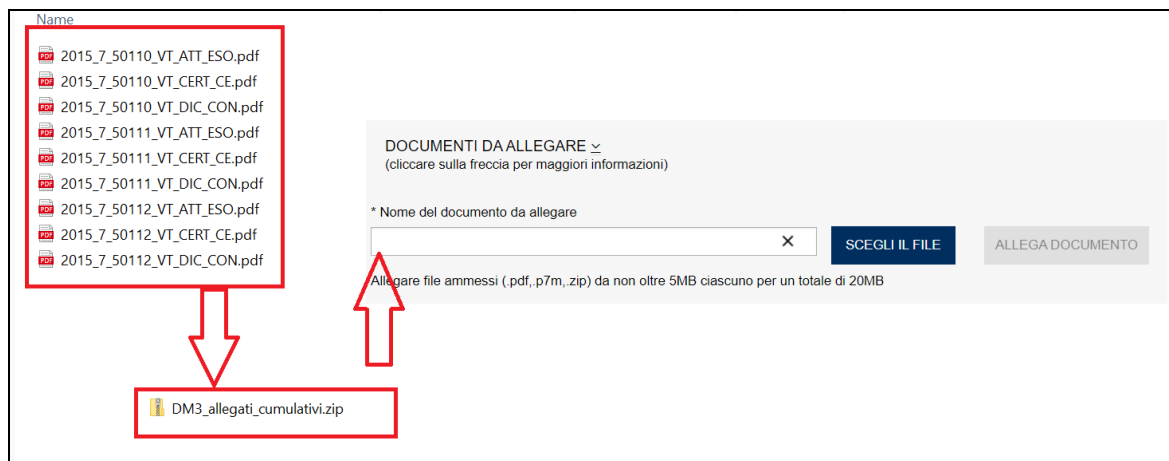 Name
2015_7_50110_VT_ATT_ESO.pdf
2015_7_50110_VT_CERT_CE.pdf
2015_7_50110_VT_DIC_CON.pdf
2015_7_50111_VT_ATT_ESO.pdf
2015_7_50111_VT_CERT_CE.pdf
2015_7_50111_VT_DIC_CON.pdf
2015_7_50112_VT_ATT_ESO.pdf
2015_7_50112_VT_CERT_CE.pdf
2015_7_50112_VT_DIC_CON.pdf
DM3_allegati_cumulativi.zip
DOCUMENTI DA ALLEGARE
(cliccare sulla freccia per maggiori informazioni)
* Nome del documento da allegare
SCEGLI IL FILE
ALLEGA DOCUMENTO
Allegare file ammessi (.pdf,.p7m,.zip) da non oltre 5MB ciascuno per un totale di 20MB